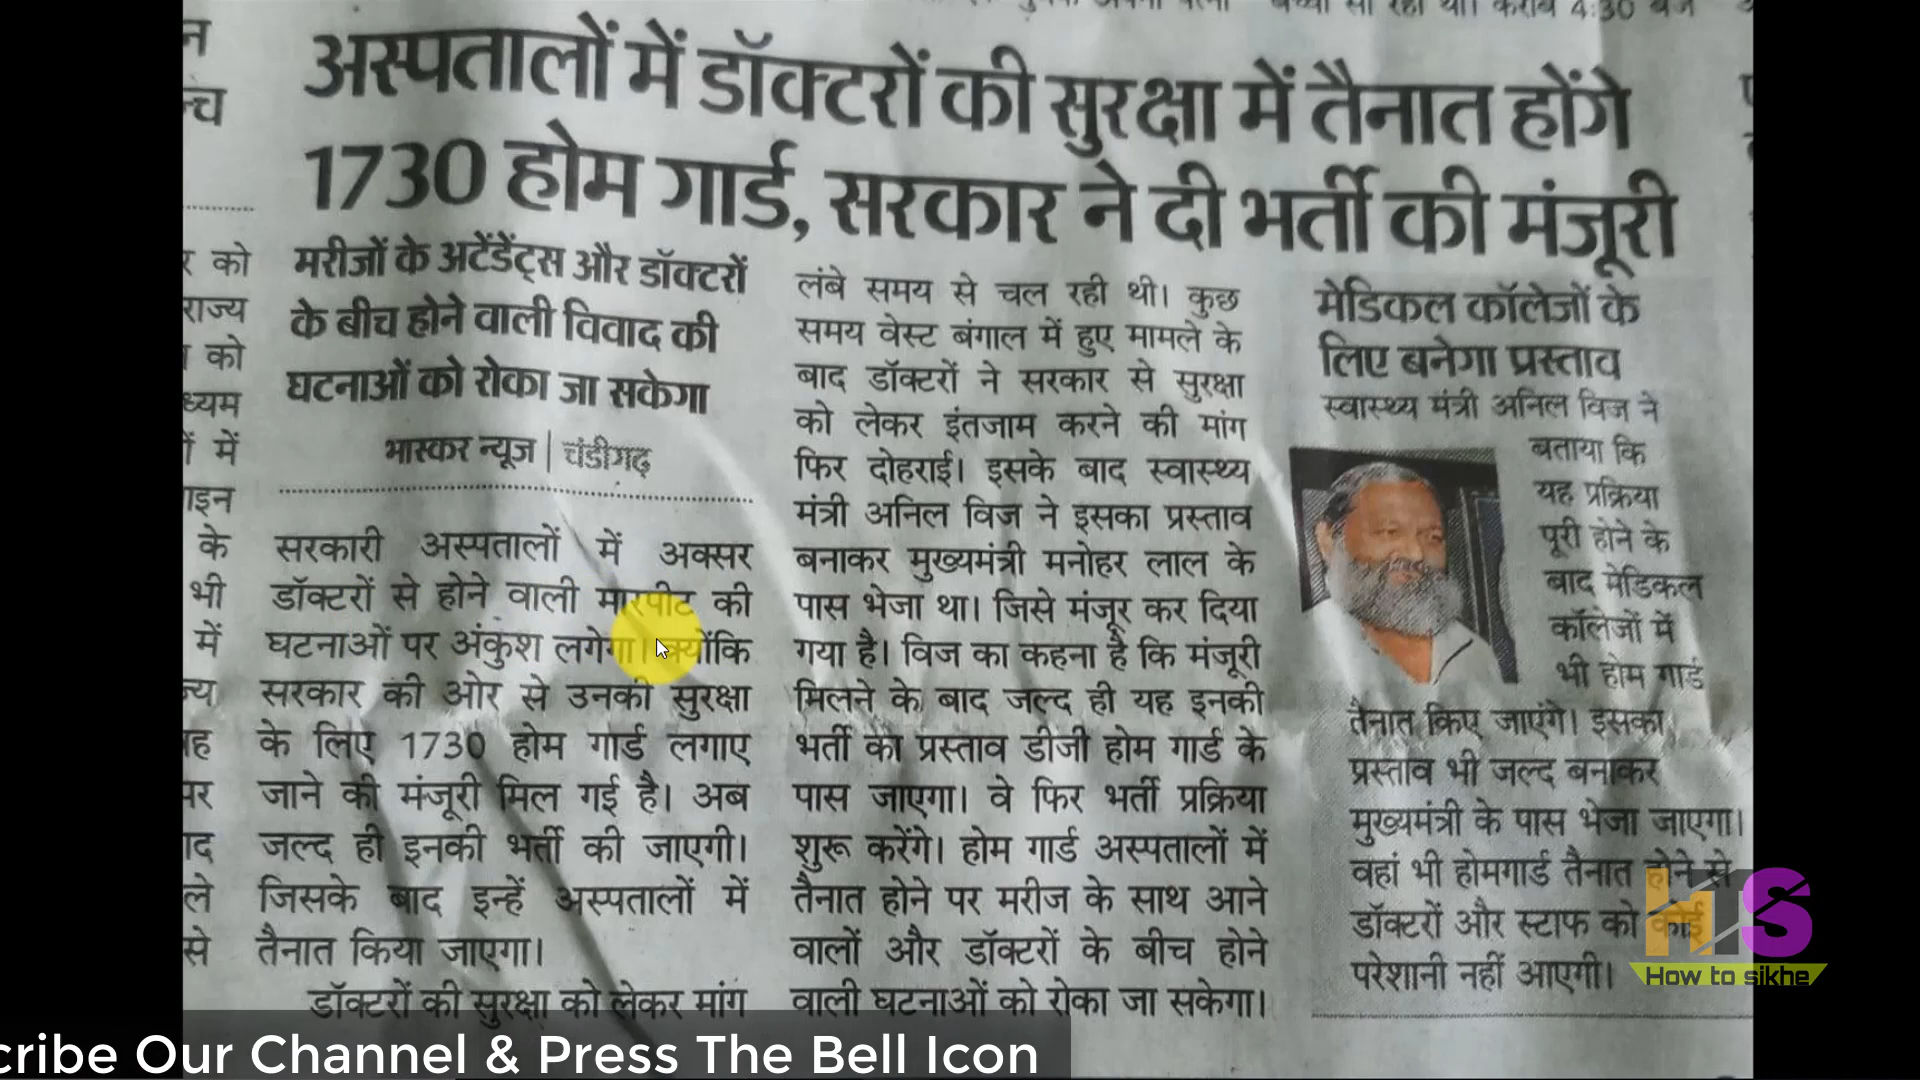 अस्पतालों में डॉक्टरों की सुरक्षा में तैनात होंगे
1730 होम गार्ड, सरकार ने दी भर्ती की मंजूरी
मरीजों के अटेंडेंट्स और डॉक्टरों
के बीच होने वाली विवाद की
घटनाओं को रोका जा सकेगा
भास्कर न्यूज | चंडीगढ़
सरकारी अस्पतालों में अक्सर
डॉक्टरों से होने वाली मारपीट की
घटनाओं पर अंकुश लगेगा। क्योंकि
सरकार की ओर से उनकी सुरक्षा
के लिए 1730 होम गार्ड लगाए
जाने की मंजूरी मिल गई है। अब
जल्द ही इनकी भर्ती की जाएगी।
जिसके बाद इन्हें अस्पतालों में
तैनात किया जाएगा।
डॉक्टरों की सुरक्षा को लेकर मांग
लंबे समय से चल रही थी। कुछ
समय वेस्ट बंगाल में हुए मामले के
बाद डॉक्टरों ने सरकार से सुरक्षा
को लेकर इंतजाम करने की मांग
फिर दोहराई। इसके बाद स्वास्थ्य
मंत्री अनिल विज ने इसका प्रस्ताव
बनाकर मुख्यमंत्री मनोहर लाल के
पास भेजा था। जिसे मंजूर कर दिया
गया है। विज का कहना है कि मंजूरी
मिलने के बाद जल्द ही यह इनकी
भर्ती का प्रस्ताव डीजी होम गार्ड के
पास जाएगा। वे फिर भर्ती प्रक्रिया
शुरू करेंगे। होम गार्ड अस्पतालों में
तैनात होने पर मरीज के साथ आने
वालों और डॉक्टरों के बीच होने
वाली घटनाओं को रोका जा सकेगा।
मेडिकल कॉलेजों के
लिए बनेगा प्रस्ताव
स्वास्थ्य मंत्री अनिल विज ने
बताया कि
यह प्रक्रिया
पूरी होने के
बाद मेडिकल
कॉलेजों में
भी होम गार्ड
तैनात किए जाएंगे। इसका
प्रस्ताव भी जल्द बनाकर
मुख्यमंत्री के पास भेजा जाएगा।
वहां भी होमगार्ड तैनात होने से
डॉक्टरों और स्टाफ को कोई
परेशानी नहीं आएगी।
HTS
How to sikhe
cribe Our Channel & Press The Bell Icon